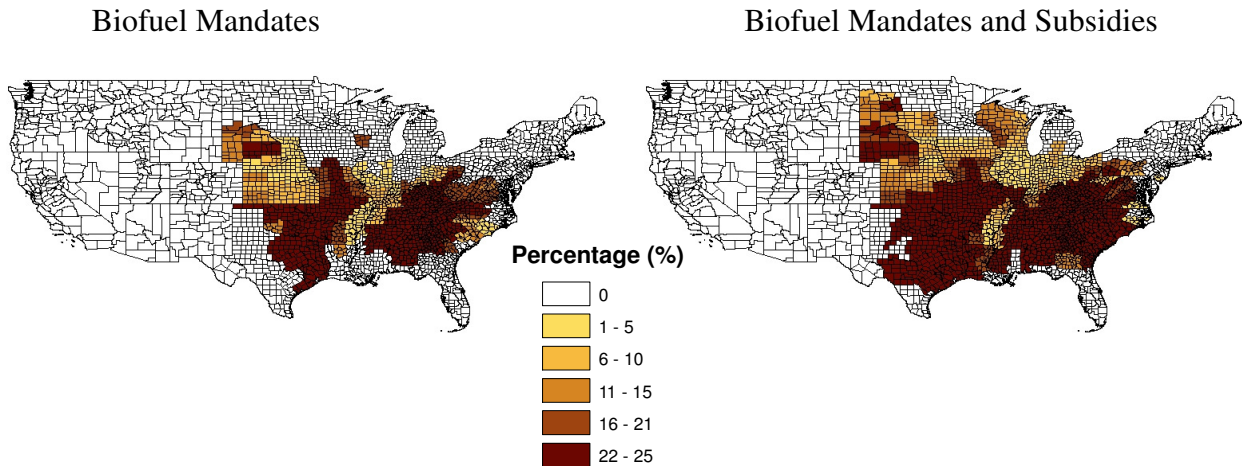 Biofuel Mandates
Biofuel Mandates and Subsidies
Percentage (%)
0
1 - 5
6 - 10
11 - 15
16 - 21
22 - 25